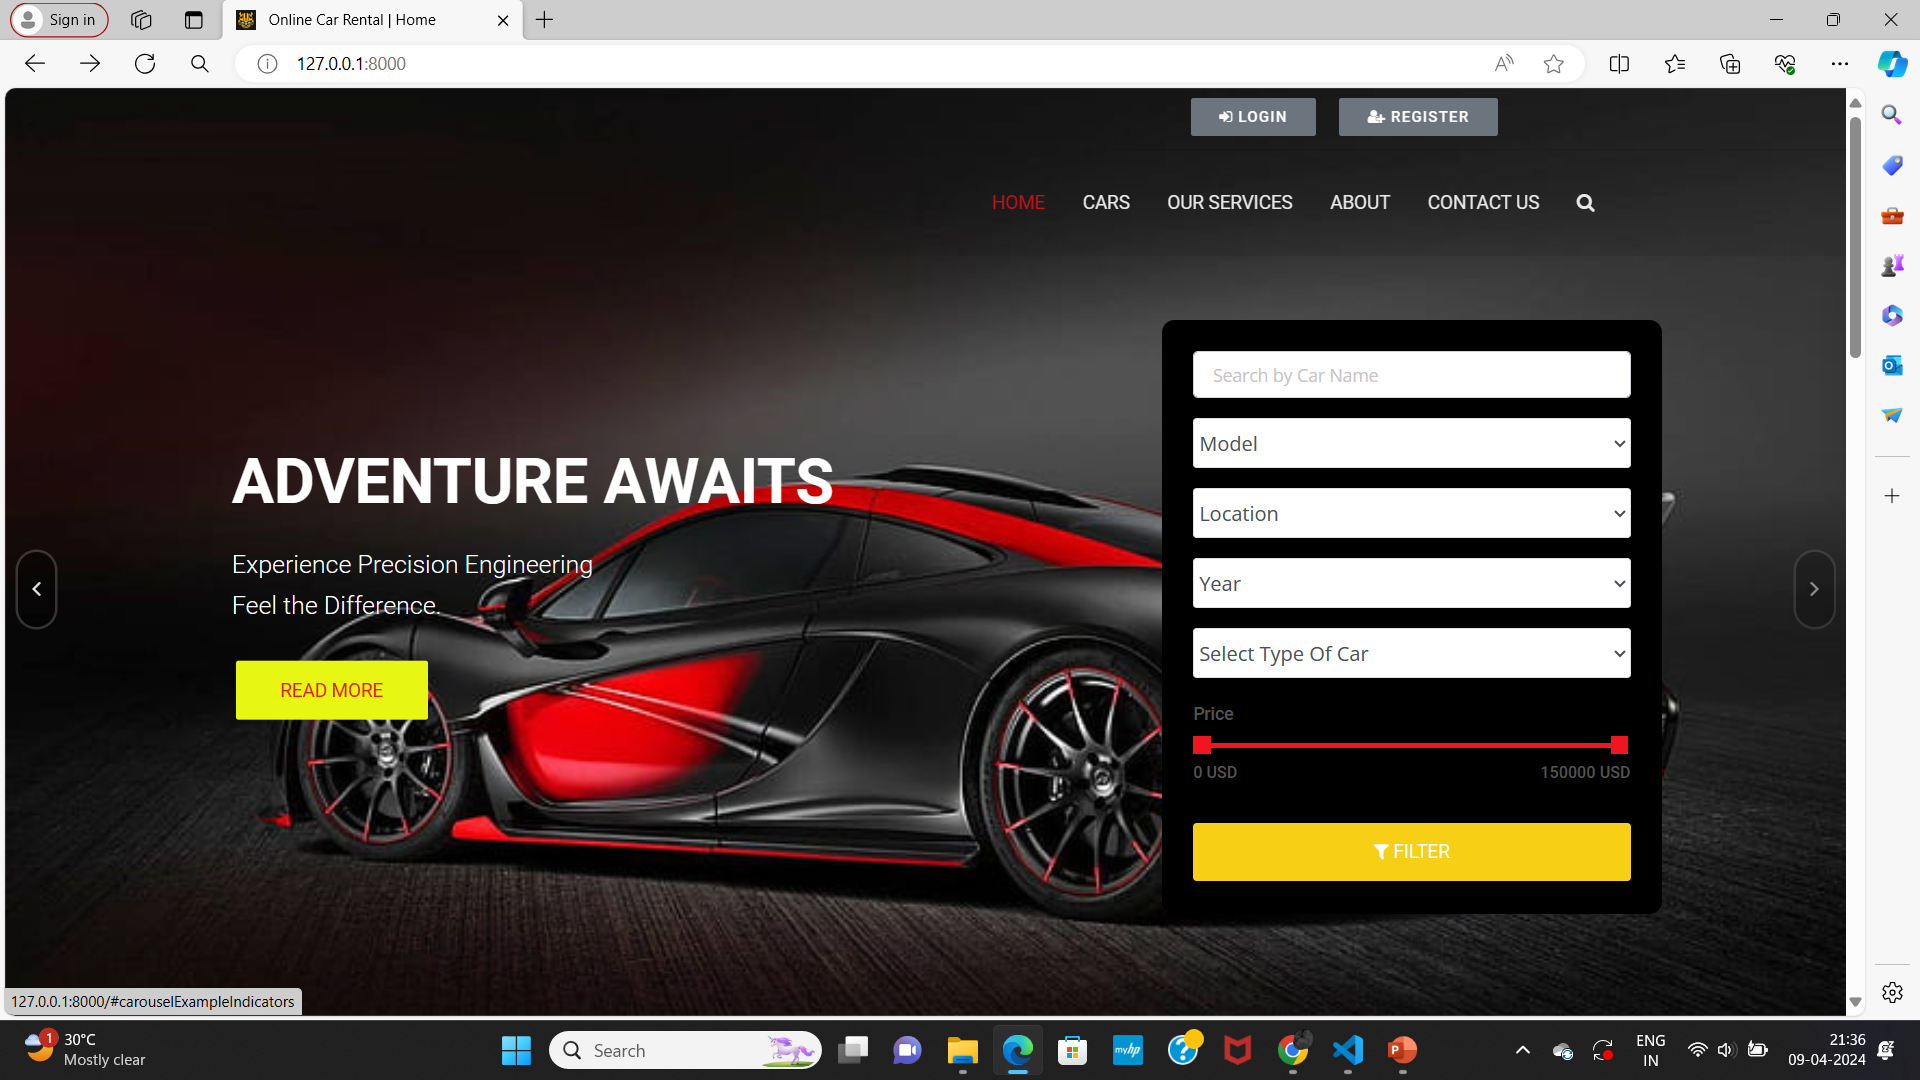 Sign in
Online Car Rental | Home
127.0.0.1:8000
LOGIN
REGISTER
HOME
CARS
OUR SERVICES
ABOUT
CONTACT US
Search by Car Name
Model
Location
Year
Select Type Of Car
Price
0 USD
150000 USD
FILTER
ADVENTURE AWAITS
Experience Precision Engineering
Feel the Difference.
READ MORE
127.0.0.1:8000/#carouselExampleIndicators
1
30°C
Mostly clear
Search
myhp
ENG
IN
21:36
09-04-2024